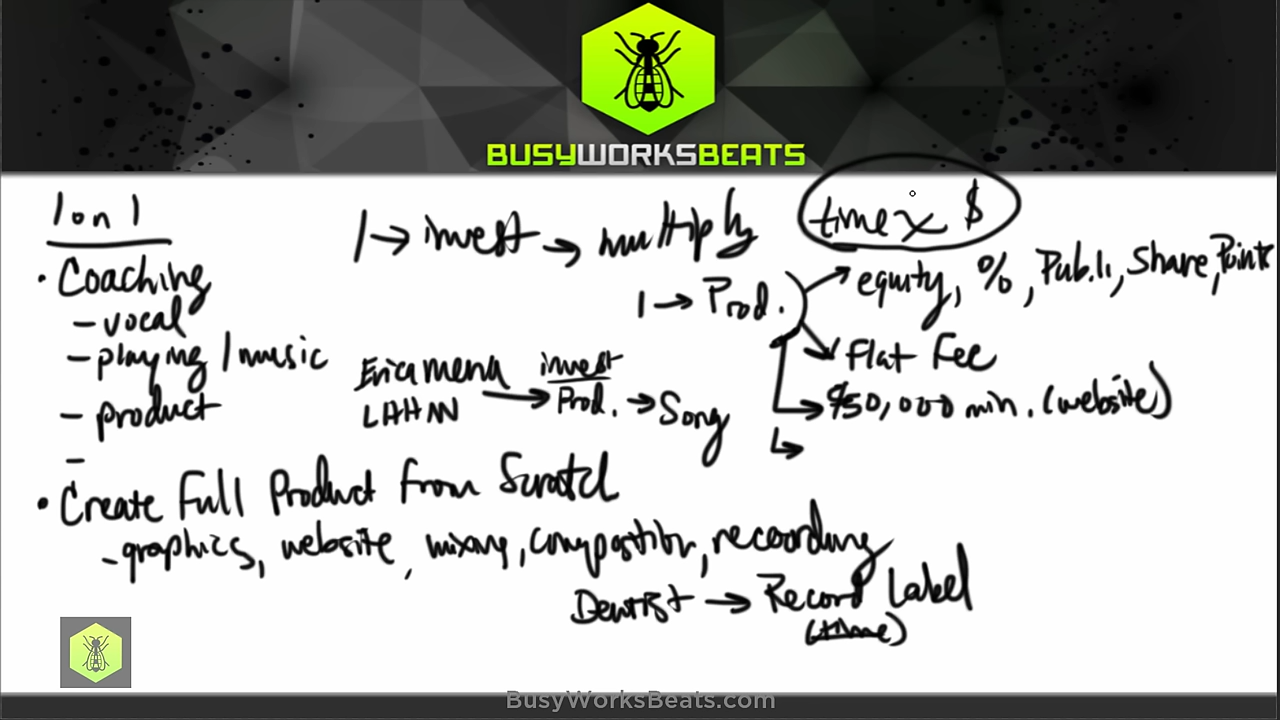 BUSYWORKSBEATS
1 on 1
• Coaching
- vocal
- playing / music
- product
-
• Create Full Product From Scratch
- graphics, website, mixing, composition, recording
1 → invest → multiply
time x $
1 → Prod.
equity, %, Publi, Share, Points
Flat Fee
$50,000 min. (website)
Erica mena
LAHHN
→ invest
Prod. → Song
Dentist → Record Label
(time)
BusyWorksBeats.com